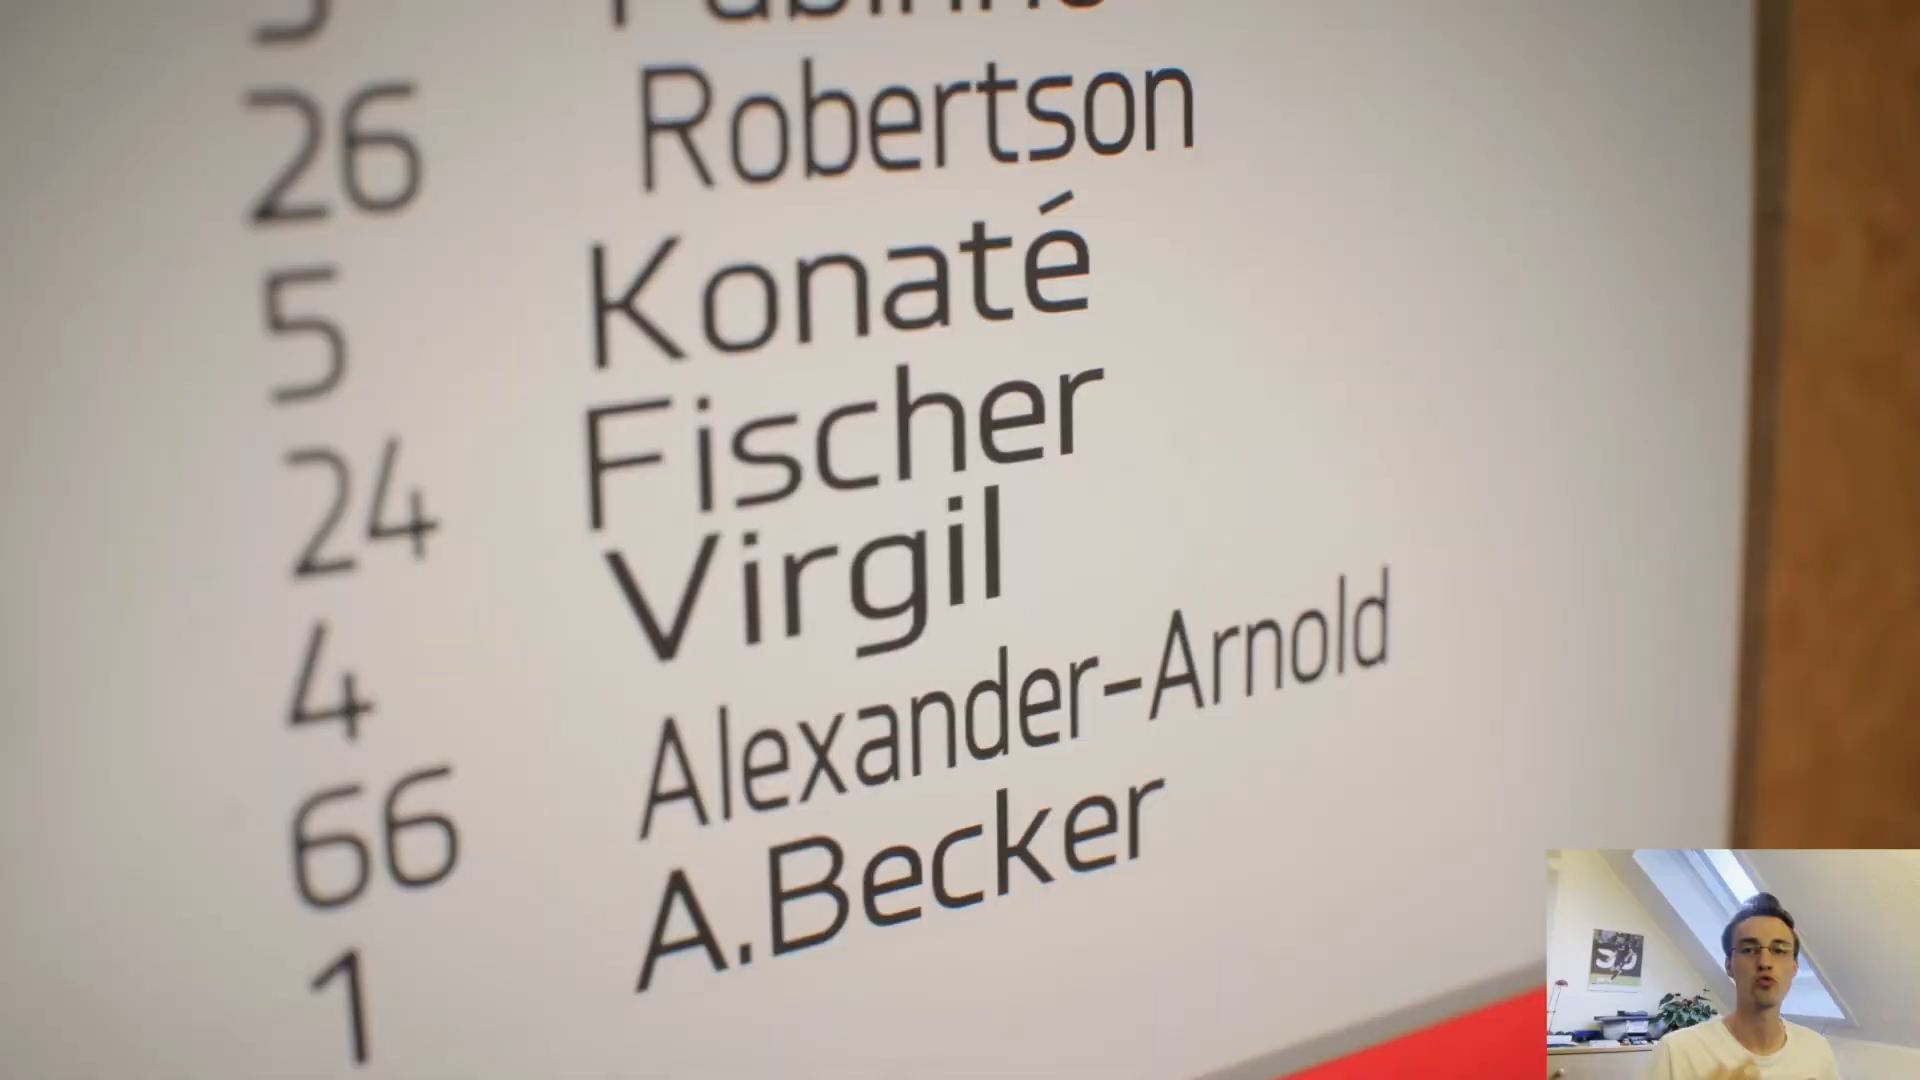 26 Robertson
5 Konaté
24 Fischer
4 Virgil
66 Alexander-Arnold
1 A.Becker